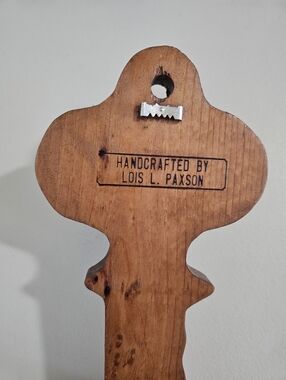 HANDCRAFTED BY
LOIS L. PAXSON